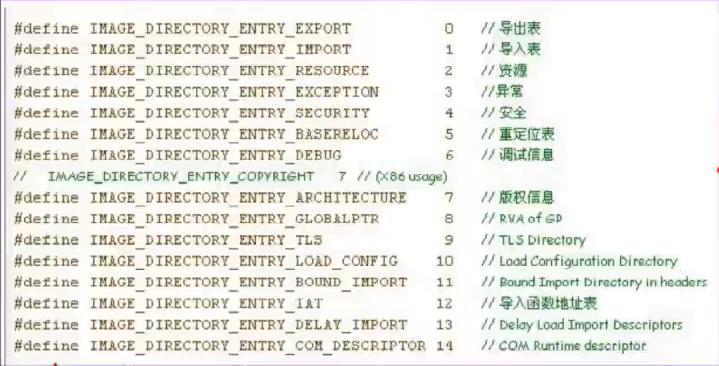 #define IMAGE_DIRECTORY_ENTRY_EXPORT 0 // 导出表
#define IMAGE_DIRECTORY_ENTRY_IMPORT 1 // 导入表
#define IMAGE_DIRECTORY_ENTRY_RESOURCE 2 // 资源
#define IMAGE_DIRECTORY_ENTRY_EXCEPTION 3 //异常
#define IMAGE_DIRECTORY_ENTRY_SECURITY 4 // 安全
#define IMAGE_DIRECTORY_ENTRY_BASERELOC 5 // 重定位表
#define IMAGE_DIRECTORY_ENTRY_DEBUG 6 // 调试信息
// IMAGE_DIRECTORY_ENTRY_COPYRIGHT 7 // (X86 usage)
#define IMAGE_DIRECTORY_ENTRY_ARCHITECTURE 7 // 版权信息
#define IMAGE_DIRECTORY_ENTRY_GLOBALPTR 8 // RVA of GP
#define IMAGE_DIRECTORY_ENTRY_TLS 9 // TLS Directory
#define IMAGE_DIRECTORY_ENTRY_LOAD_CONFIG 10 // Load Configuration Directory
#define IMAGE_DIRECTORY_ENTRY_BOUND_IMPORT 11 // Bound Import Directory in headers
#define IMAGE_DIRECTORY_ENTRY_IAT 12 // 导入函数地址表
#define IMAGE_DIRECTORY_ENTRY_DELAY_IMPORT 13 // Delay Load Import Descriptors
#define IMAGE_DIRECTORY_ENTRY_COM_DESCRIPTOR 14 // COM Runtime descriptor